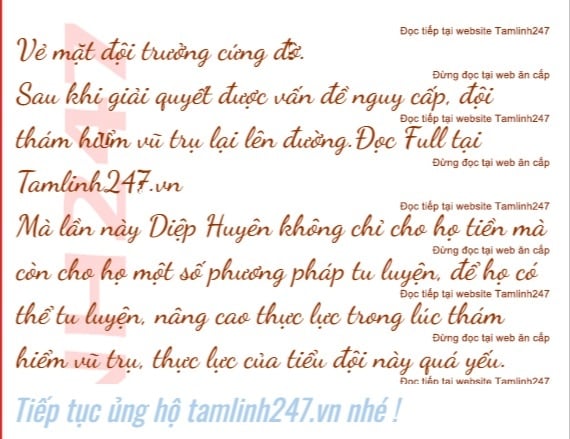 Đọc tiếp tại website Tamlinh247
Vẻ mặt đội trưởng cứng đờ.
Đừng đọc tại web ăn cắp
Sau khi giải quyết được vấn đề nguy cấp, đội
Đọc tiếp tại website Tamlinh247
thám hiểm vũ trụ lại lên đường.Đọc Full tại
Đừng đọc tại web ăn cắp
Tamlinh247.vn
Đọc tiếp tại website Tamlinh247
Mà lần này Diệp Huyên không chỉ cho họ tiền mà
Đừng đọc tại web ăn cắp
còn cho họ một số phương pháp tu luyện, để họ có
Đọc tiếp tại website Tamlinh247
thể tu luyện, nâng cao thực lực trong lúc thám
Đừng đọc tại web ăn cắp
hiểm vũ trụ, thực lực của tiểu đội này quá yếu.
Đọc tiếp tại website Tamlinh247
NH247
Tiếp tục ủng hộ tamlinh247.vn nhé !